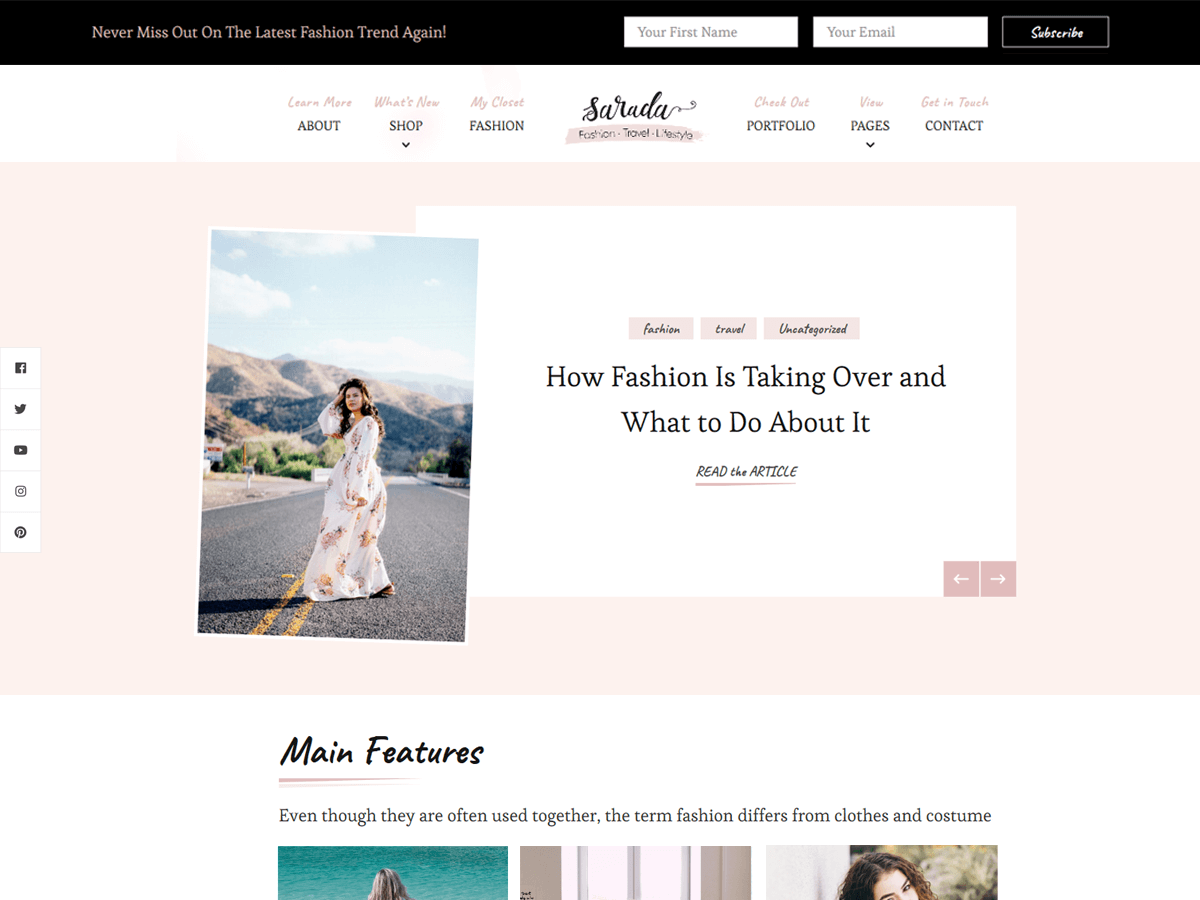 Never Miss Out On The Latest Fashion Trend Again!
Your First Name
Your Email
Subscribe
Learn More
ABOUT
What's New
SHOP
My Closet
FASHION
sarada
Fashion - Travel - Lifestyle
Check Out
PORTFOLIO
View
PAGES
Get in Touch
CONTACT
fashion
travel
Uncategorized
How Fashion Is Taking Over and
What to Do About It
READ the ARTICLE
Main Features
Even though they are often used together, the term fashion differs from clothes and costume